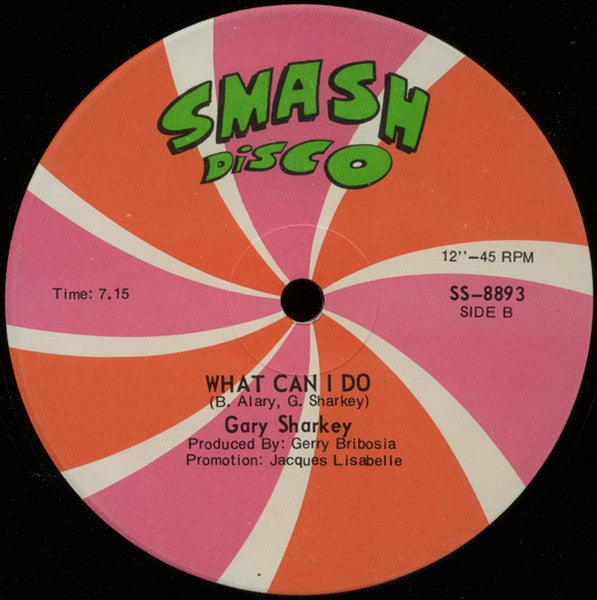 SMASH
DiSCO
12''-45 RPM
Time: 7.15
SS-8893
SIDE B
WHAT CAN I DO
(B. Alary, G. Sharkey)
Gary Sharkey
Produced By: Gerry Bribosia
Promotion: Jacques Lisabelle